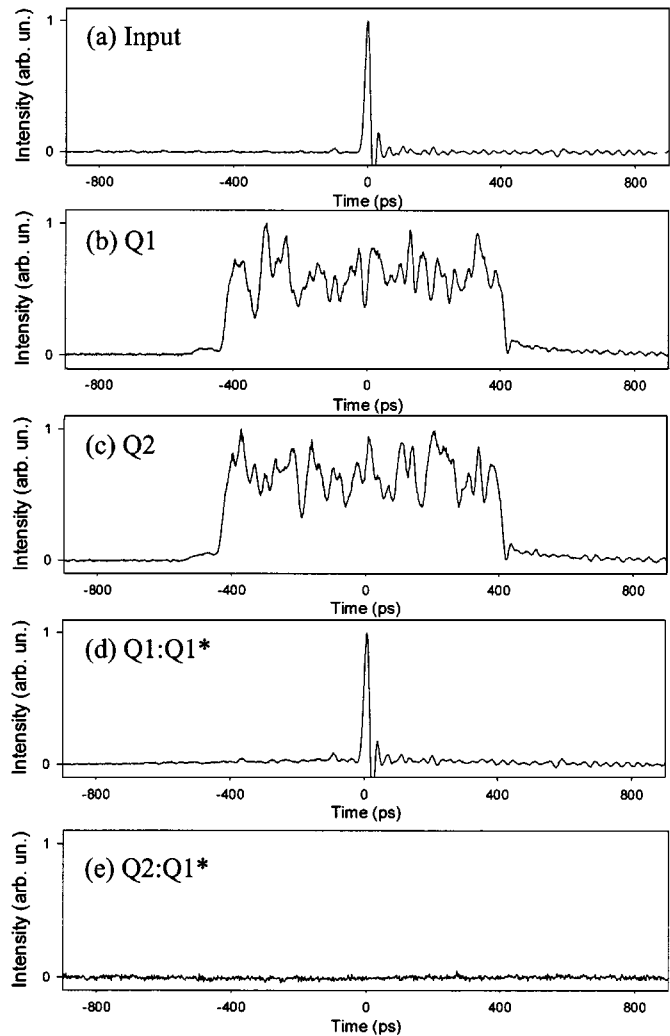 (a) Input
Intensity (arb. un.)
1
0
-800 -400 0 400 800
Time (ps)
(b) Q1
Intensity (arb. un.)
1
0
-800 -400 0 400 800
Time (ps)
(c) Q2
Intensity (arb. un.)
1
0
-800 -400 0 400 800
Time (ps)
(d) Q1:Q1*
Intensity (arb. un.)
1
0
-800 -400 0 400 800
Time (ps)
(e) Q2:Q1*
Intensity (arb. un.)
1
0
-800 -400 0 400 800
Time (ps)